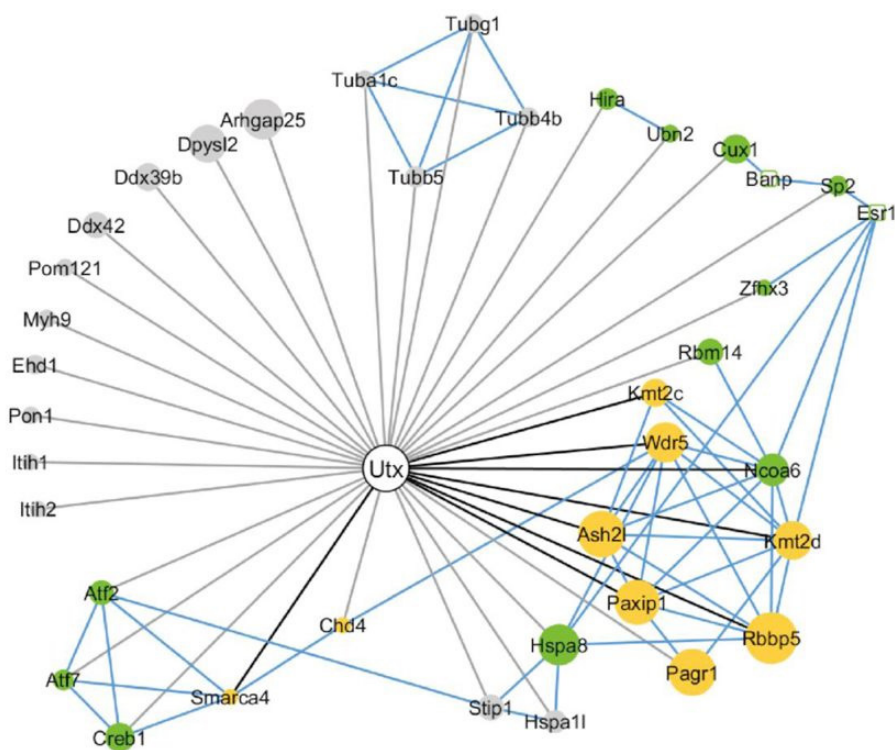 Tubg1
Tuba1c
Tubb4b
Tubb5
Hira
Ubn2
Cux1
Banp
Sp2
Esr1
Zfhx3
Rbm14
Arhgap25
Dpysl2
Ddx39b
Ddx42
Pom121
Myh9
Ehd1
Pon1
Itih1
Itih2
Utx
Kmt2c
Wdr5
Ncoa6
Ash2l
Kmt2d
Paxip1
Rbbp5
Pagr1
Hspa8
Hspa1l
Stip1
Chd4
Smarca4
Atf2
Atf7
Creb1